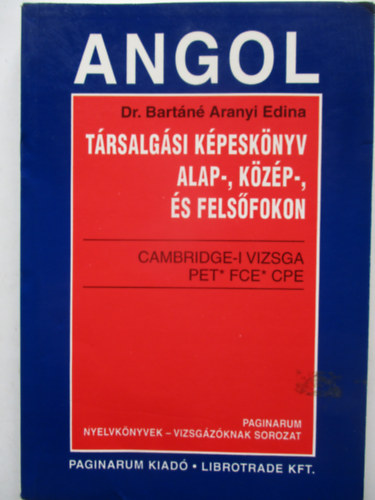 ANGOL
Dr. Bartáné Aranyi Edina
TÁRSALGÁSI KÉPESKÖNYV
ALAP-, KÖZÉP-,
ÉS FELSŐFOKON
CAMBRIDGE-I VIZSGA
PET* FCE* CPE
PAGINARUM
NYELVKÖNYVEK – VIZSGÁZÓKNAK SOROZAT
PAGINARUM KIADÓ • LIBROTRADE KFT.